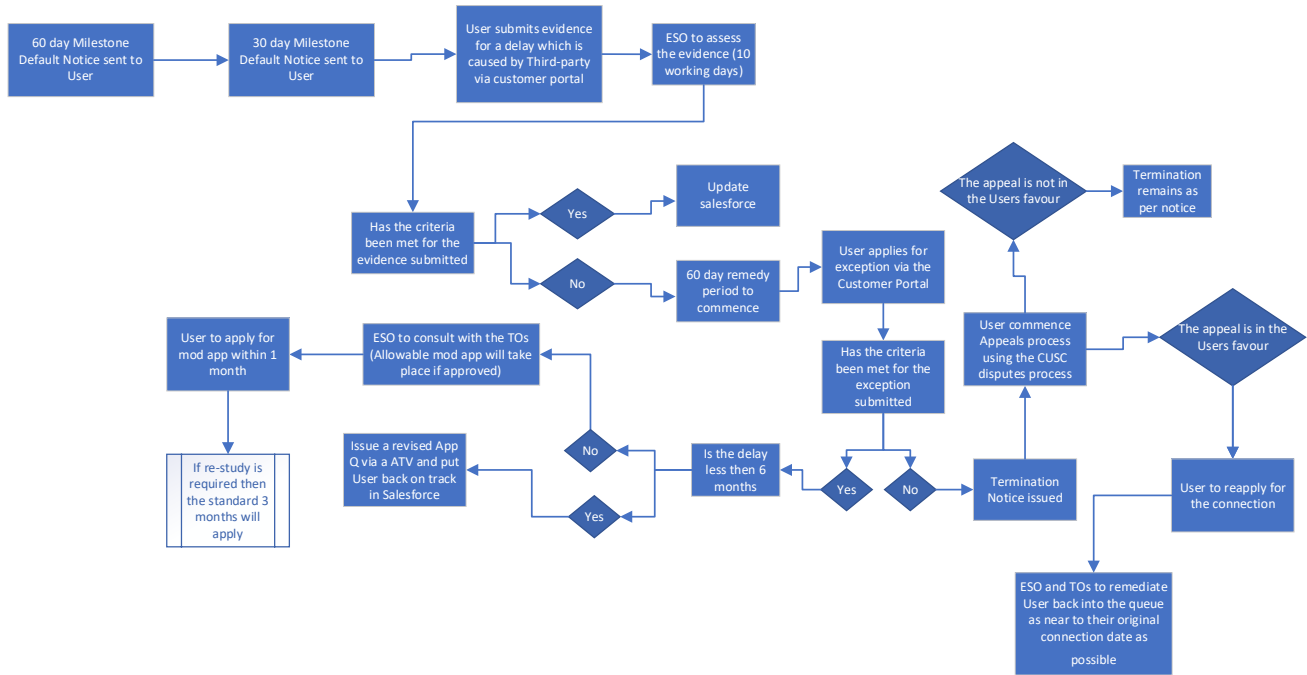 60 day Milestone
Default Notice sent to
User
30 day Milestone
Default Notice sent to
User
User submits evidence
for a delay which is
caused by Third-party
via customer portal
ESO to assess
the evidence (10
working days)
Has the criteria
been met for the
evidence submitted
Yes
Update
salesforce
No
60 day remedy
period to
commence
User applies for
exception via the
Customer Portal
Has the criteria
been met for the
exception
submitted
Yes
No
Is the delay
less then 6
months
No
Yes
ESO to consult with the TOs
(Allowable mod app will take
place if approved)
User to apply for
mod app within 1
month
If re-study is
required then
the standard 3
months will
apply
Issue a revised App
Q via a ATV and put
User back on track
in Salesforce
Termination
Notice issued
User commence
Appeals process
using the CUSC
disputes process
The appeal is not in
the Users favour
Termination
remains as
per notice
The appeal is in the
Users favour
User to reapply for
the connection
ESO and TOs to remediate
User back into the queue
as near to their original
connection date as
possible